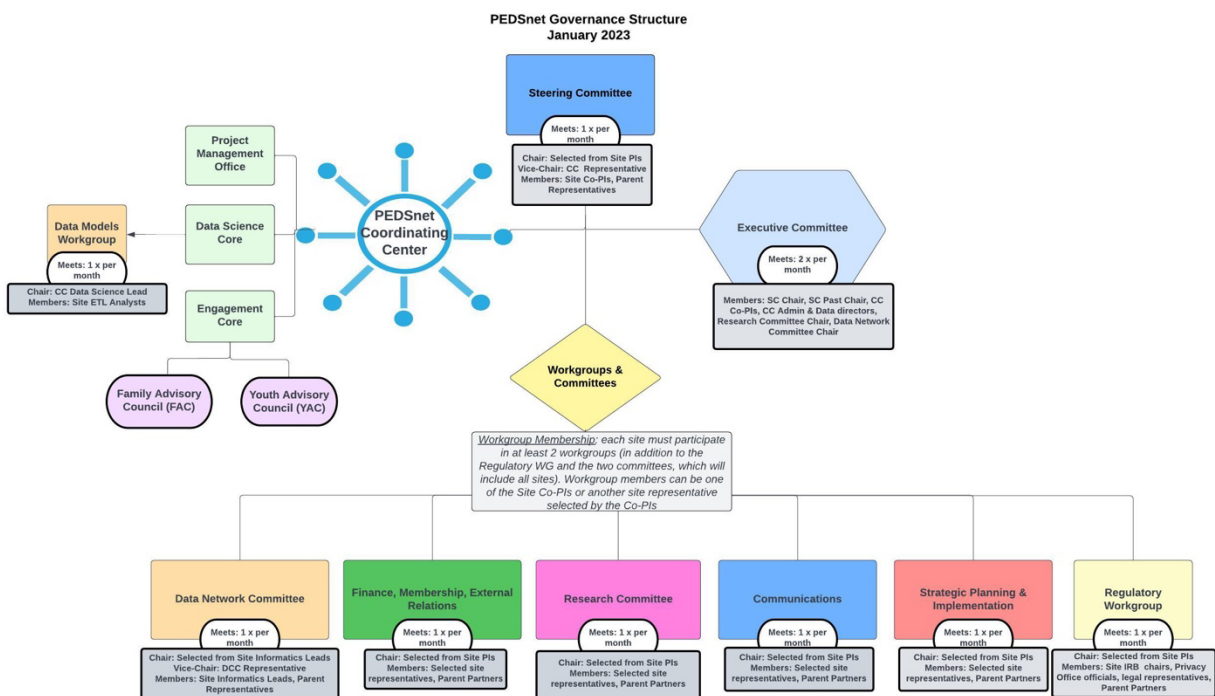 PEDSnet Governance Structure
January 2023
Steering Committee
Meets: 1 x per
month
Chair: Selected from Site PIs
Vice-Chair: CC Representative
Members: Site Co-PIs, Parent
Representatives
Project
Management
Office
Data Science
Core
Engagement
Core
Data Models
Workgroup
Meets: 1 x per
month
Chair: CC Data Science Lead
Members: Site ETL Analysts
Family Advisory
Council (FAC)
Youth Advisory
Council (YAC)
PEDSnet
Coordinating
Center
Executive Committee
Meets: 2 x per
month
Members: SC Chair, SC Past Chair, CC
Co-PIs, CC Admin & Data directors,
Research Committee Chair, Data Network
Committee Chair
Workgroups &
Committees
Workgroup Membership: each site must participate
in at least 2 workgroups (in addition to the
Regulatory WG and the two committees, which will
include all sites). Workgroup members can be one
of the Site Co-PIs or another site representative
selected by the Co-PIs
Data Network Committee
Meets: 1 x per
month
Chair: Selected from Site Informatics Leads
Vice-Chair: DCC Representative
Members: Site Informatics Leads, Parent
Representatives
Finance, Membership, External
Relations
Meets: 1 x per
month
Chair: Selected from Site PIs
Members: Selected site
representatives, Parent Partners
Research Committee
Meets: 1 x per
month
Chair: Selected from Site PIs
Members: Selected site
representatives, Parent Partners
Communications
Meets: 1 x per
month
Chair: Selected from Site PIs
Members: Selected site
representatives, Parent Partners
Strategic Planning &
Implementation
Meets: 1 x per
month
Chair: Selected from Site PIs
Members: Selected site
representatives, Parent Partners
Regulatory
Workgroup
Meets: 1 x per
month
Chair: Selected from Site PIs
Members: Site IRB chairs, Privacy
Office officials, legal representatives,
Parent Partners